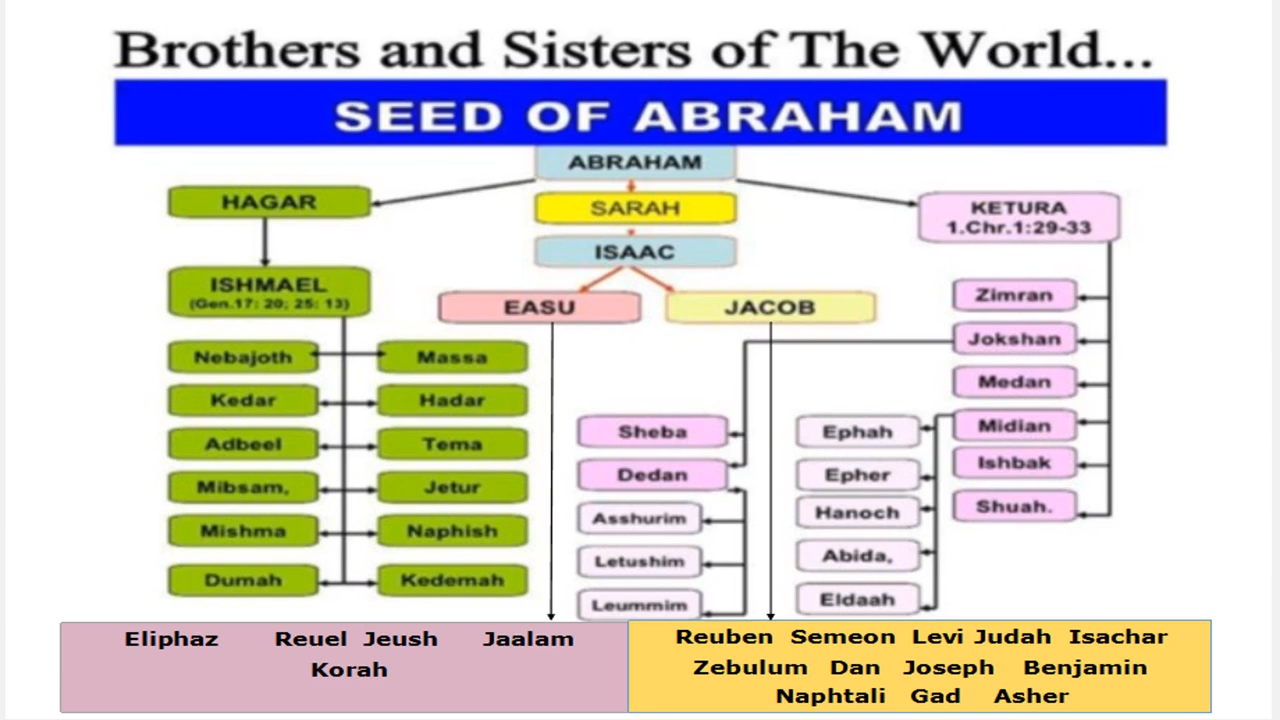 Brothers and Sisters of The World...
SEED OF ABRAHAM
ABRAHAM
HAGAR
SARAH
KETURA
1.Chr.1:29-33
ISAAC
ISHMAEL
(Gen.17: 20; 25: 13)
EASU
JACOB
Nebajoth
Massa
Kedar
Hadar
Adbeel
Tema
Mibsam,
Jetur
Mishma
Naphish
Dumah
Kedemah
Zimran
Jokshan
Medan
Midian
Ishbak
Shuah.
Sheba
Dedan
Asshurim
Letushim
Leummim
Ephah
Epher
Hanoch
Abida,
Eldaah
Eliphaz Reuel Jeush Jaalam
Korah
Reuben Semeon Levi Judah Isachar
Zebulum Dan Joseph Benjamin
Naphtali Gad Asher